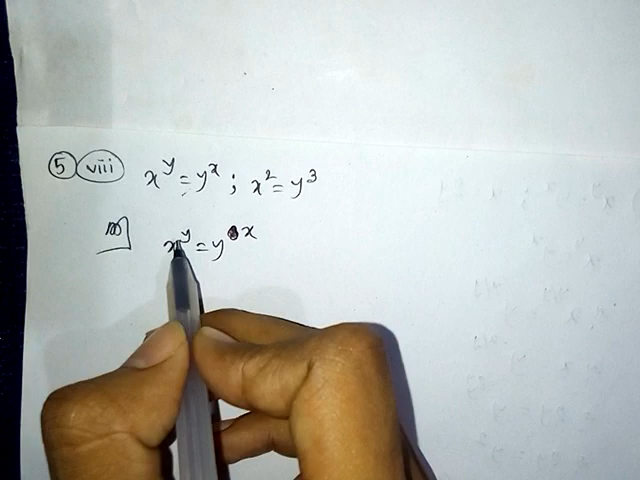 5 viii x^y = y^x ; x^2 = y^3
x^y = y^x